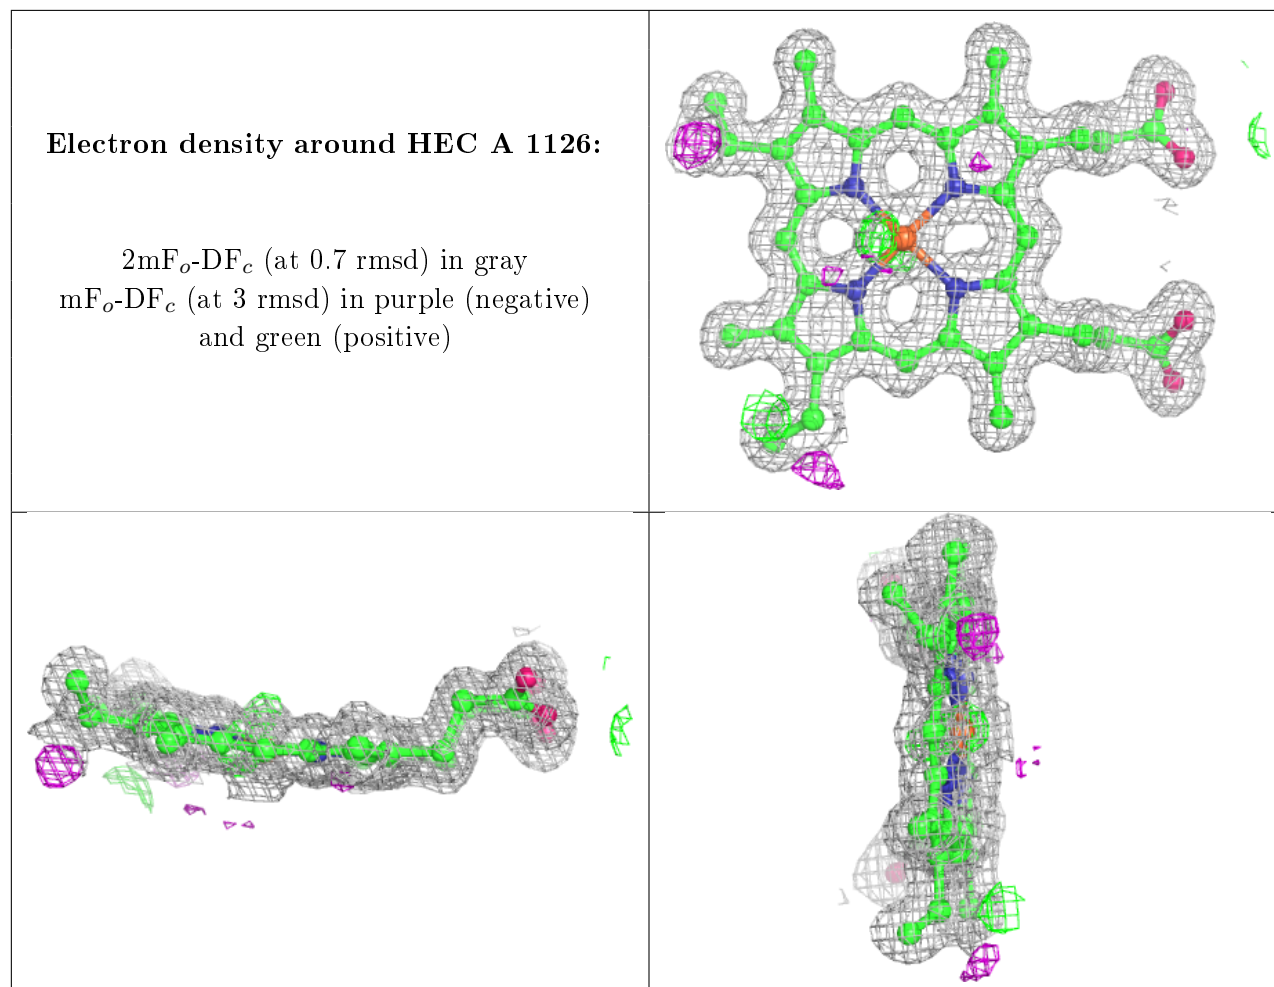 Electron density around HEC A 1126:
2mFo-DFc (at 0.7 rmsd) in gray
mFo-DFc (at 3 rmsd) in purple (negative)
and green (positive)